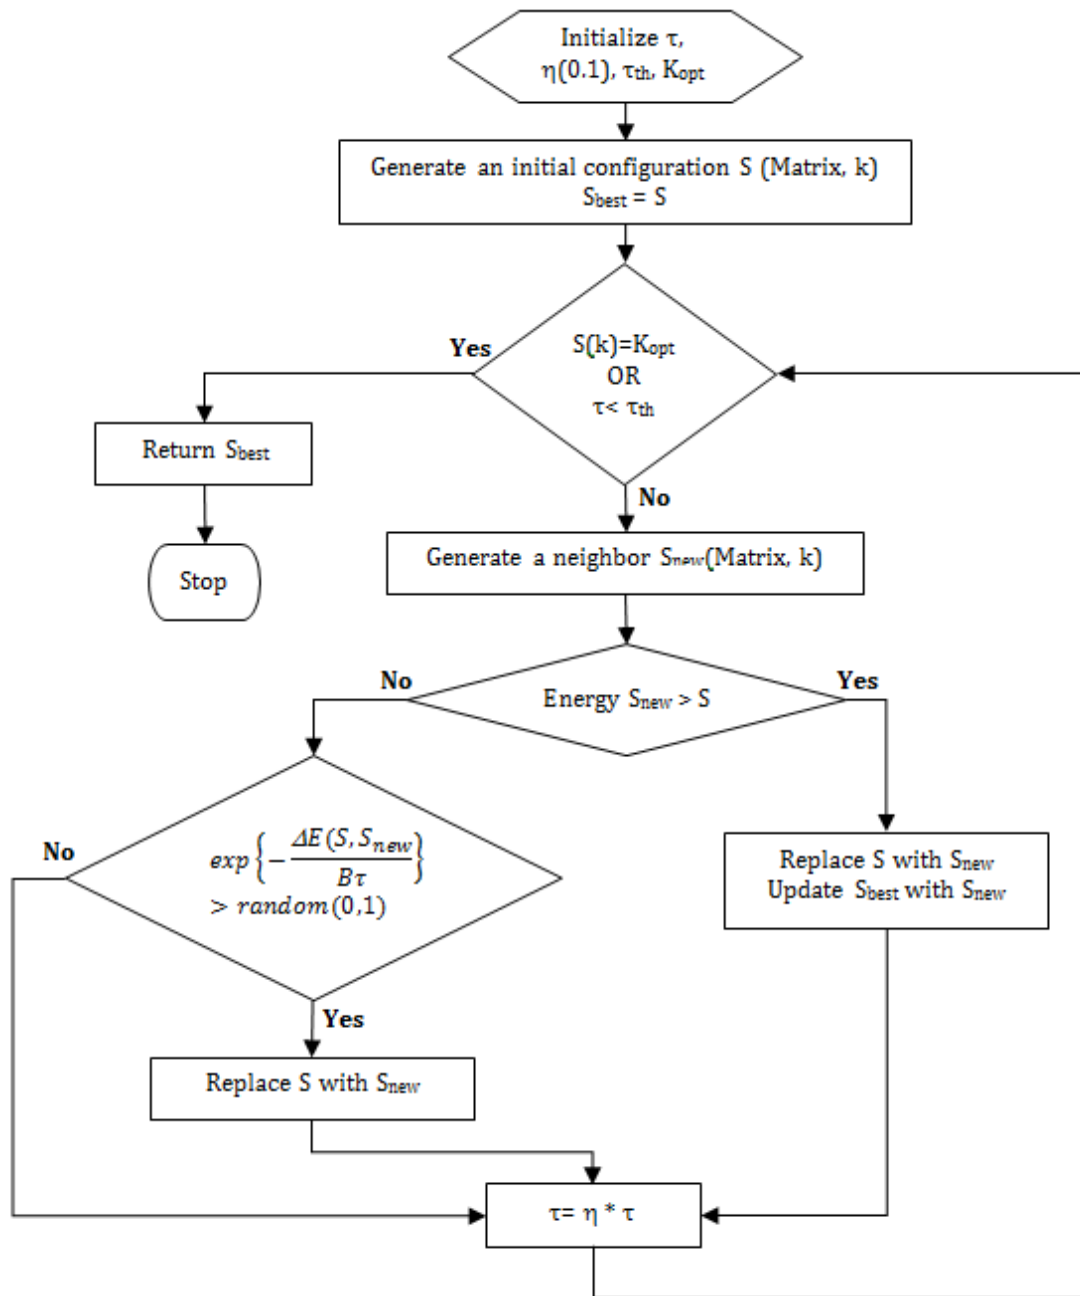 Initialize τ,
η(0.1), τth, Kopt
Generate an initial configuration S (Matrix, k)
Sbest = S
S(k)=Kopt
OR
τ< τth
Yes
Return Sbest
Stop
No
Generate a neighbor Snew(Matrix, k)
Energy Snew > S
No
Yes
exp{-ΔE(S, Snew}/Bτ
> random(0,1)
No
Yes
Replace S with Snew
Update Sbest with Snew
Replace S with Snew
τ= η * τ